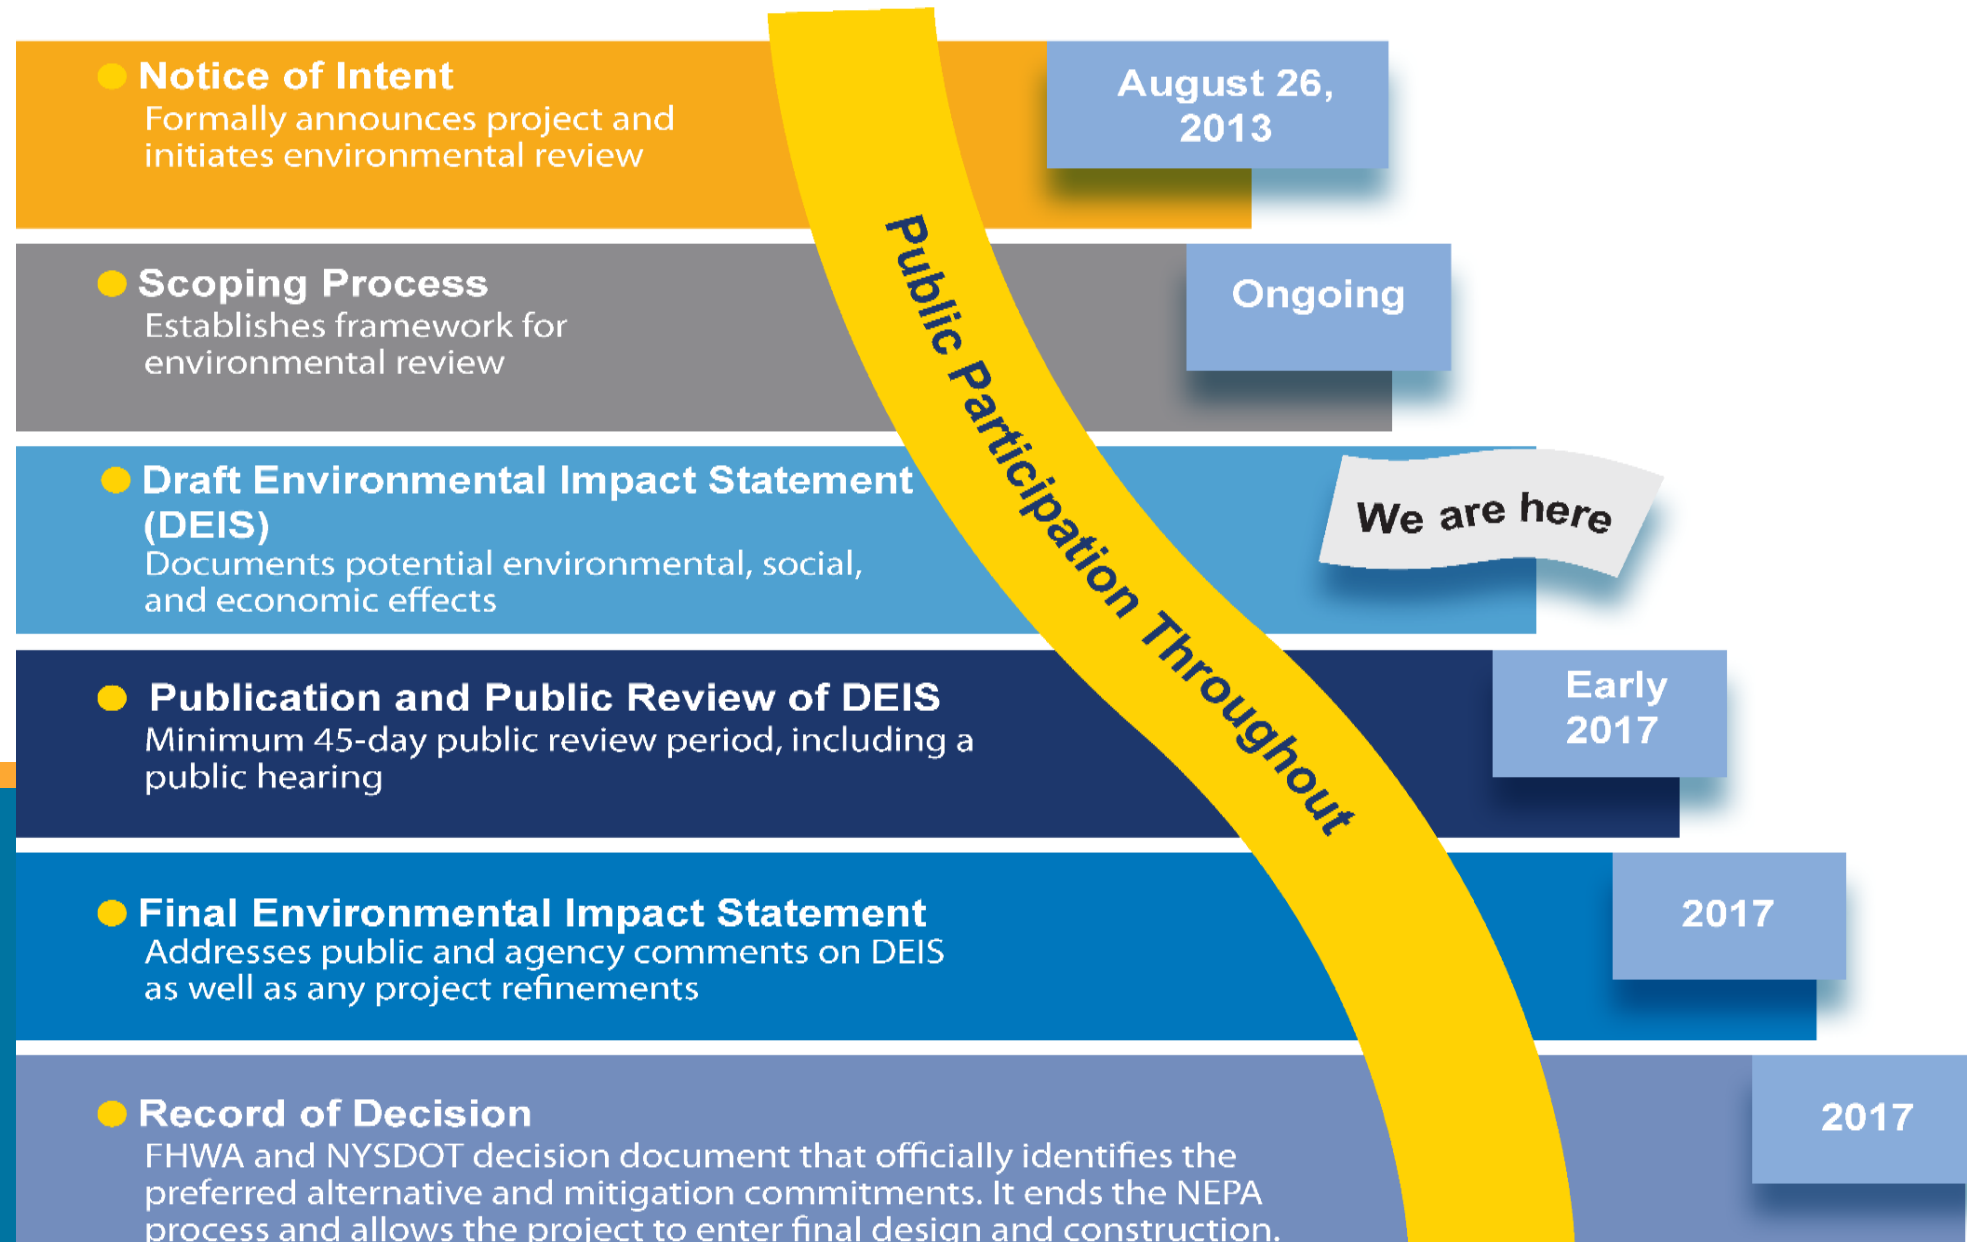 Notice of Intent
Formally announces project and
initiates environmental review
August 26,
2013
Scoping Process
Establishes framework for
environmental review
Ongoing
Draft Environmental Impact Statement
(DEIS)
Documents potential environmental, social,
and economic effects
We are here
Publication and Public Review of DEIS
Minimum 45-day public review period, including a
public hearing
Early
2017
Final Environmental Impact Statement
Addresses public and agency comments on DEIS
as well as any project refinements
2017
Record of Decision
FHWA and NYSDOT decision document that officially identifies the
preferred alternative and mitigation commitments. It ends the NEPA
process and allows the project to enter final design and construction.
2017
Public Participation Throughout